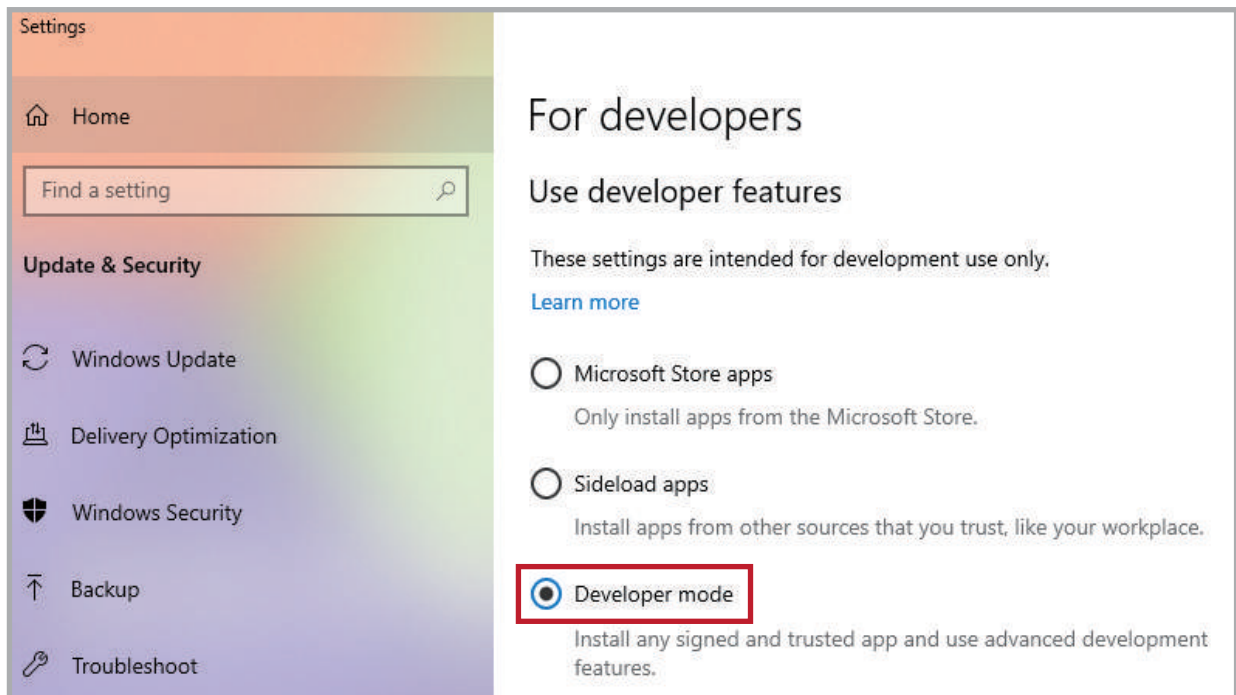 Settings
Home
Find a setting
Update & Security
Windows Update
Delivery Optimization
Windows Security
Backup
Troubleshoot
For developers
Use developer features
These settings are intended for development use only.
Learn more
Microsoft Store apps
Only install apps from the Microsoft Store.
Sideload apps
Install apps from other sources that you trust, like your workplace.
Developer mode
Install any signed and trusted app and use advanced development
features.